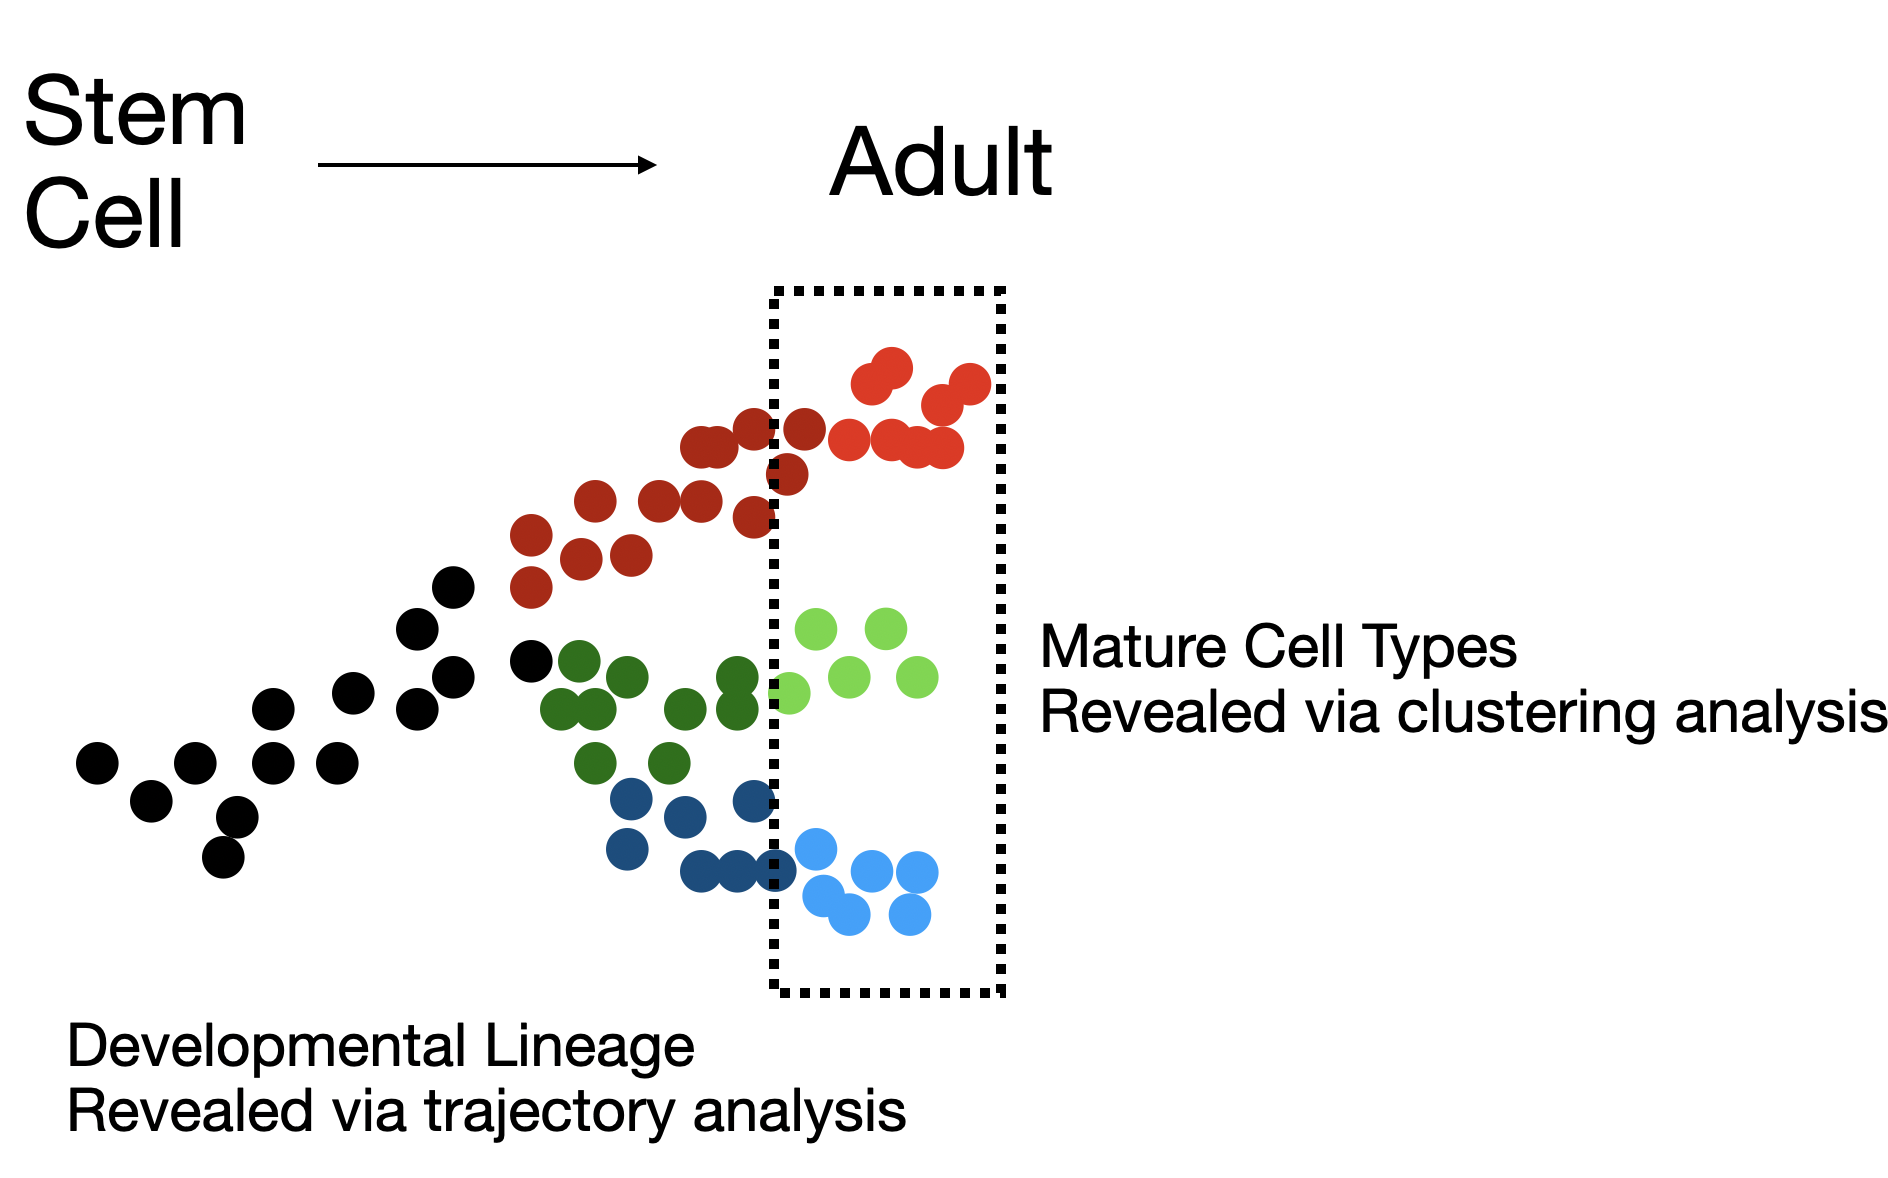 Stem
Cell
Adult
Mature Cell Types
Revealed via clustering analysis
Developmental Lineage
Revealed via trajectory analysis